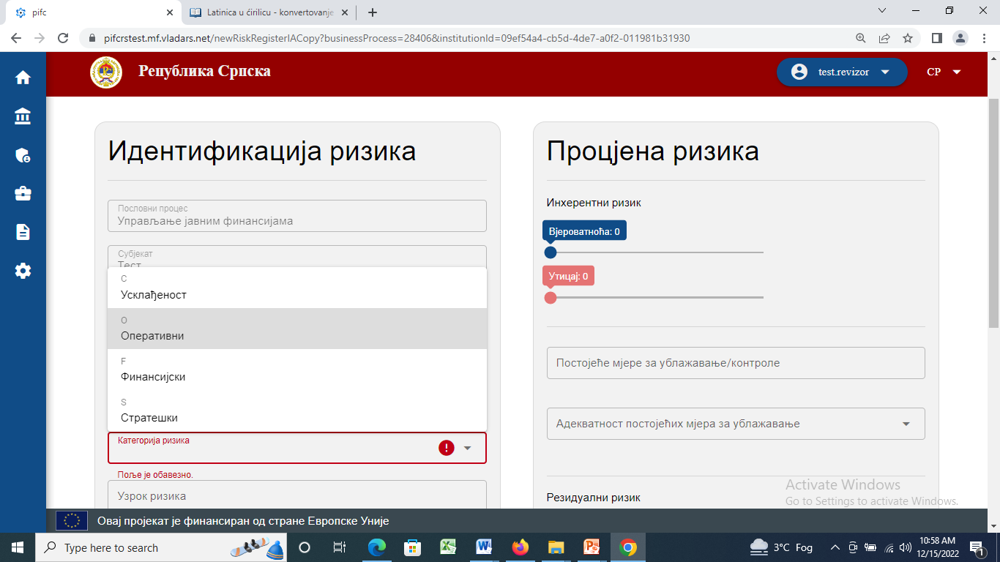 pifc
Latinica u ćirilicu - konvertovanje
pifcrstest.mf.vladars.net/newRiskRegisterIACopy?businessProcess=28406&institutionId=09ef54a4-cb5d-4de7-a0f2-011981b31930
Република Српска
test.revizor
СР
Идентификација ризика
Пословни процес
Управљање јавним финансијама
Субјекат
Тест
C
Усклађеност
O
Оперативни
F
Финансијски
S
Стратешки
Категорија ризика
Поље је обавезно.
Узрок ризика
Процјена ризика
Инхерентни ризик
Вјероватноћа: 0
Утицај: 0
Постојеће мјере за ублажавање/контроле
Адекватност постојећих мјера за ублажавање
Резидуални ризик
Activate Windows
Go to Settings to activate Windows.
Овај пројекат је финансиран од стране Европске Уније
Type here to search
3°C Fog
10:58 AM
12/15/2022
1